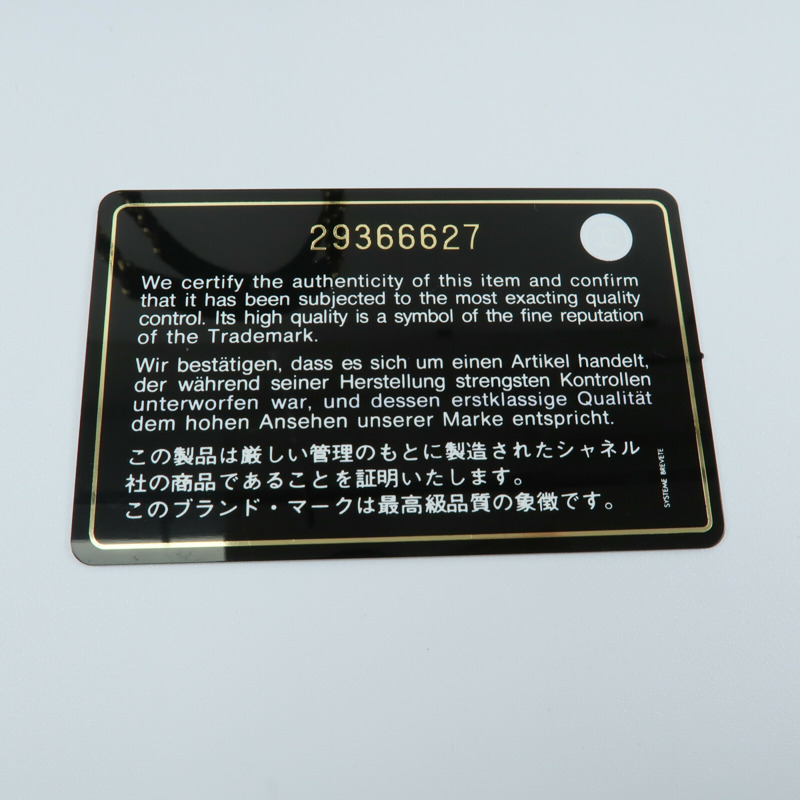 29366627
We certify the authenticity of this item and confirm
that it has been subjected to the most exacting quality
control. Its high quality is a symbol of the fine reputation
of the Trademark.
Wir bestätigen, dass es sich um einen Artikel handelt,
der während seiner Herstellung strengsten Kontrollen
unterworfen war, und dessen erstklassige Qualität
dem hohen Ansehen unserer Marke entspricht.
この製品は厳しい管理のもとに製造されたシャネル
社の商品であることを証明いたします。
このブランド・マークは最高級品質の象徴です。
SYSTEME BREVETE